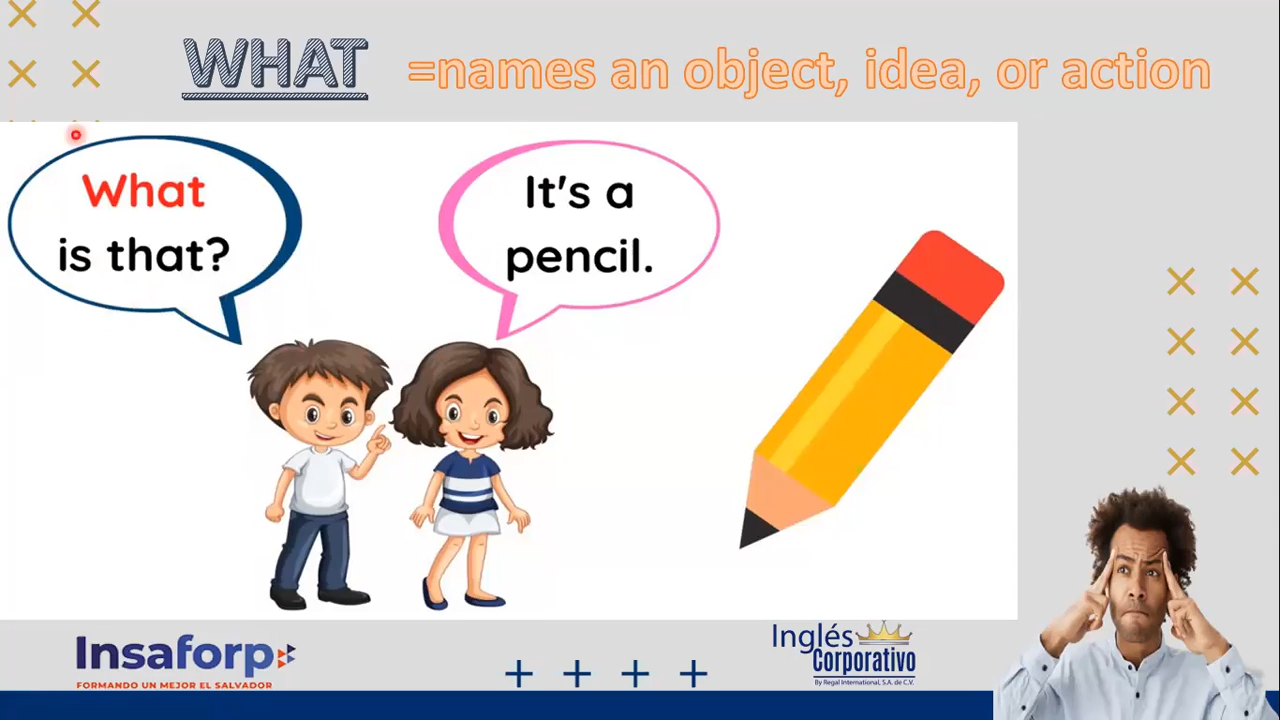 WHAT =names an object, idea, or action
What
is that?
It's a
pencil.
Insaforp
FORMANDO UN MEJOR EL SALVADOR
Inglés
Corporativo
By Regal International, S.A. de C.V.